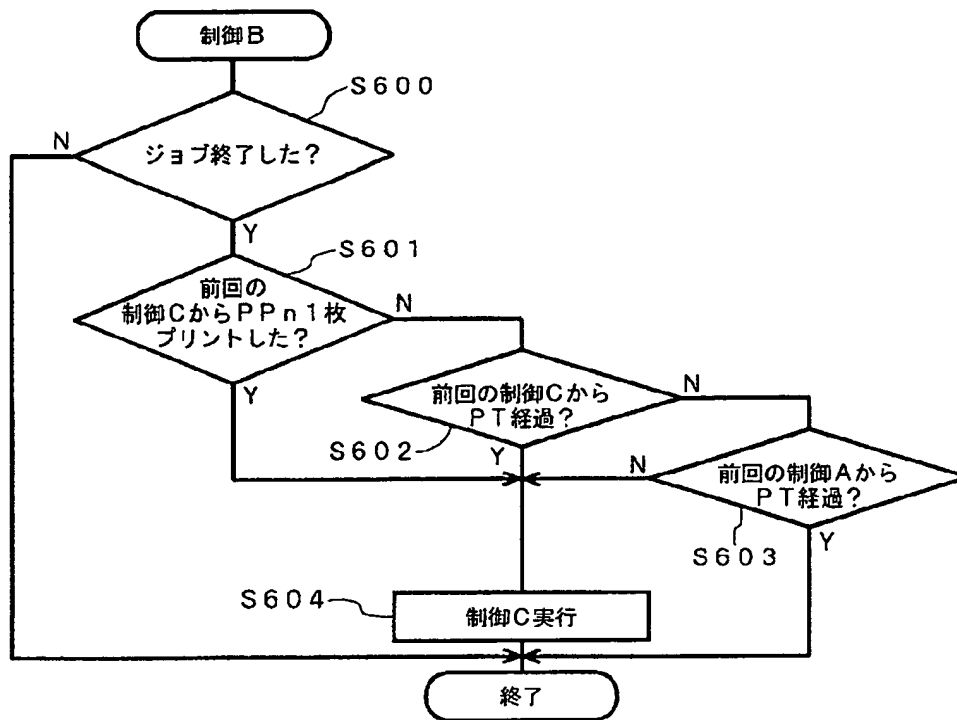 制御B
S600
N
ジョブ終了した?
Y
S601
前回の
制御CからPPn1枚
プリントした?
N
Y
前回の制御Cから
PT経過?
N
S602
Y
N
前回の制御Aから
PT経過?
S603
Y
S604
制御C実行
終了